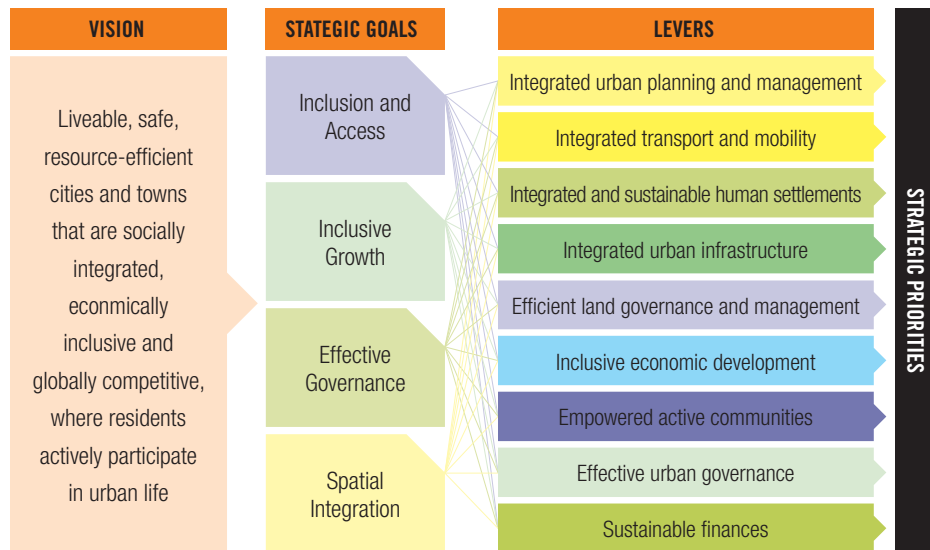 VISION
Liveable, safe,
resource-efficient
cities and towns
that are socially
integrated,
econmically
inclusive and
globally competitive,
where residents
actively participate
in urban life
STATEGIC GOALS
Inclusion and
Access
Inclusive
Growth
Effective
Governance
Spatial
Integration
LEVERS
Integrated urban planning and management
Integrated transport and mobility
Integrated and sustainable human settlements
Integrated urban infrastructure
Efficient land governance and management
Inclusive economic development
Empowered active communities
Effective urban governance
Sustainable finances
STRATEGIC PRIORITIES